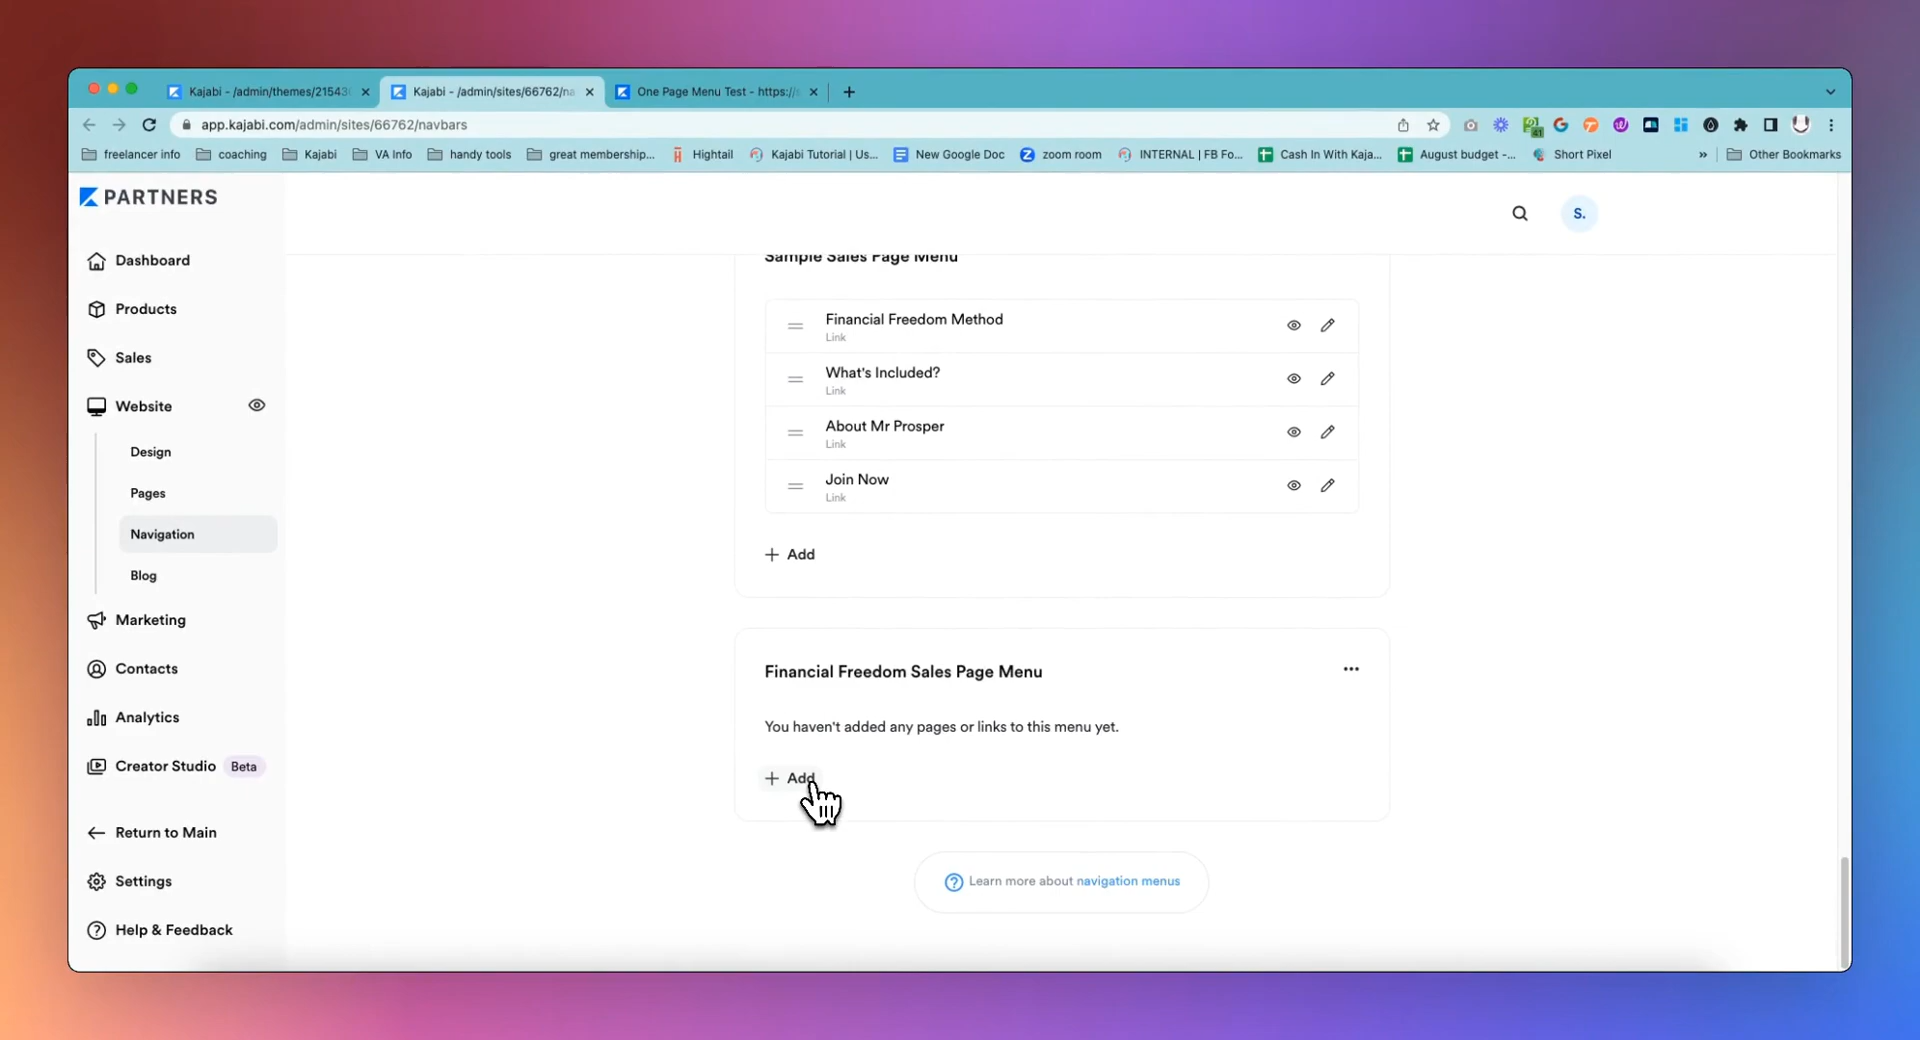 Kajabi - /admin/themes/21543
Kajabi - /admin/sites/66762/na
One Page Menu Test - https://
app.kajabi.com/admin/sites/66762/navbars
freelancer info
coaching
Kajabi
VA Info
handy tools
great membership...
Hightail
Kajabi Tutorial | Us...
New Google Doc
zoom room
INTERNAL | FB Fo...
Cash In With Kaja...
August budget -...
Short Pixel
»
Other Bookmarks
41
PARTNERS
S.
Dashboard
Products
Sales
Website
Design
Pages
Navigation
Blog
Marketing
Contacts
Analytics
Creator Studio Beta
Return to Main
Settings
Help & Feedback
Sample Sales Page Menu
Financial Freedom Method
Link
What's Included?
Link
About Mr Prosper
Link
Join Now
Link
+ Add
Financial Freedom Sales Page Menu
You haven't added any pages or links to this menu yet.
+ Add
Learn more about navigation menus